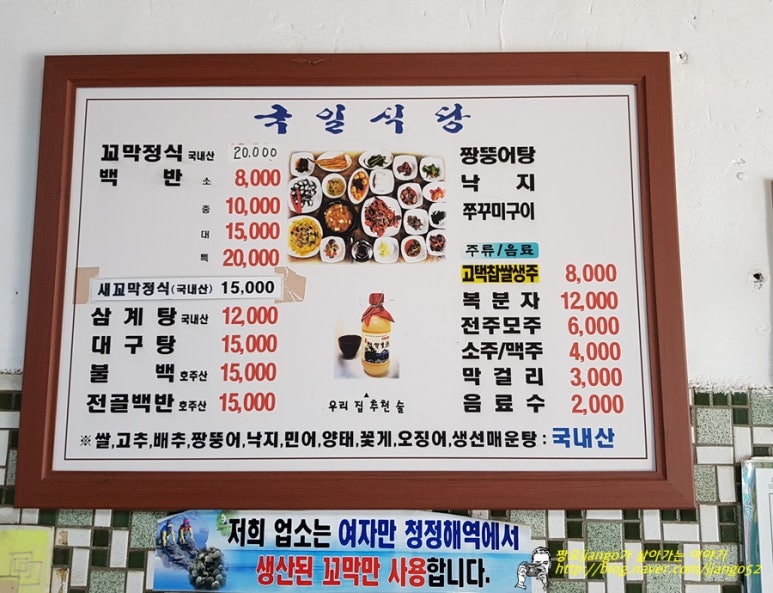 국일식당
꼬막정식 국내산 20.000
백반 소 8,000
중 10,000
대 15,000
특 20,000
새꼬막정식(국내산) 15,000
삼계탕 국내산 12,000
대구탕 15,000
불백 호주산 15,000
전골백반 호주산 15,000
우리 집 추천 술
짱뚱어탕
낙지
쭈꾸미구이
주류/음료
고택찹쌀생주 8,000
복분자 12,000
전주모주 6,000
소주/맥주 4,000
막걸리 3,000
음료수 2,000
※쌀,고추,배추,짱뚱어,낙지,민어,양태,꽃게,오징어,생선매운탕 : 국내산
저희 업소는 여자만 청정해역에서
생산된 꼬막만 사용합니다.
jango가 살아가는 이야기
http://blog.naver.com/jjango52